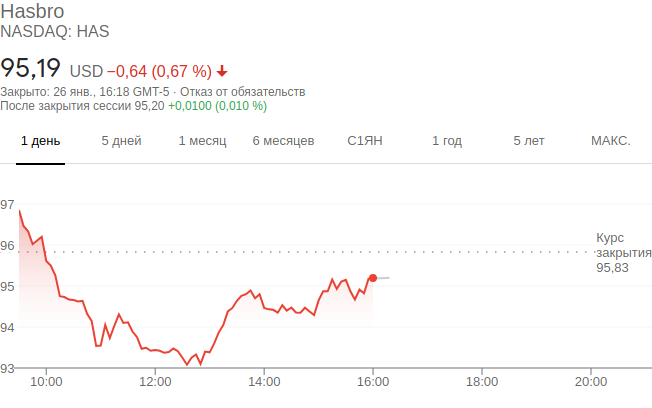 Hasbro
NASDAQ: HAS
95,19 USD −0,64 (0,67 %)
Закрыто: 26 янв., 16:18 GMT-5 · Отказ от обязательств
После закрытия сессии 95,20 +0,0100 (0,010 %)
1 день 5 дней 1 месяц 6 месяцев С1ЯН 1 год 5 лет МАКС.
97
96
95
94
93
Курс
закрытия
95,83
10:00 12:00 14:00 16:00 18:00 20:00